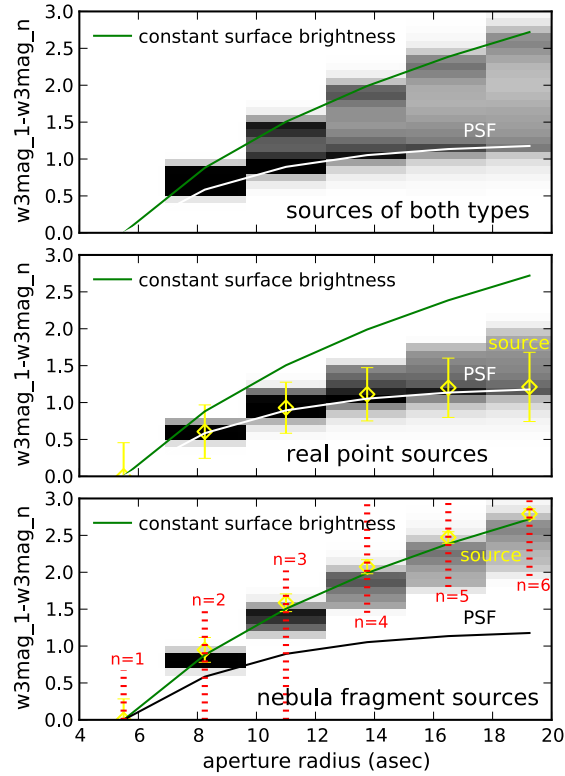 3.0
2.5
2.0
1.5
1.0
0.5
0.0
w3mag_1-w3mag_n
constant surface brightness
PSF
sources of both types
3.0
2.5
2.0
1.5
1.0
0.5
0.0
w3mag_1-w3mag_n
constant surface brightness
source
PSF
real point sources
3.0
2.5
2.0
1.5
1.0
0.5
0.0
w3mag_1-w3mag_n
constant surface brightness
source
n=1
n=2
n=3
n=4
n=5
n=6
PSF
nebula fragment sources
4 6 8 10 12 14 16 18 20
aperture radius (asec)